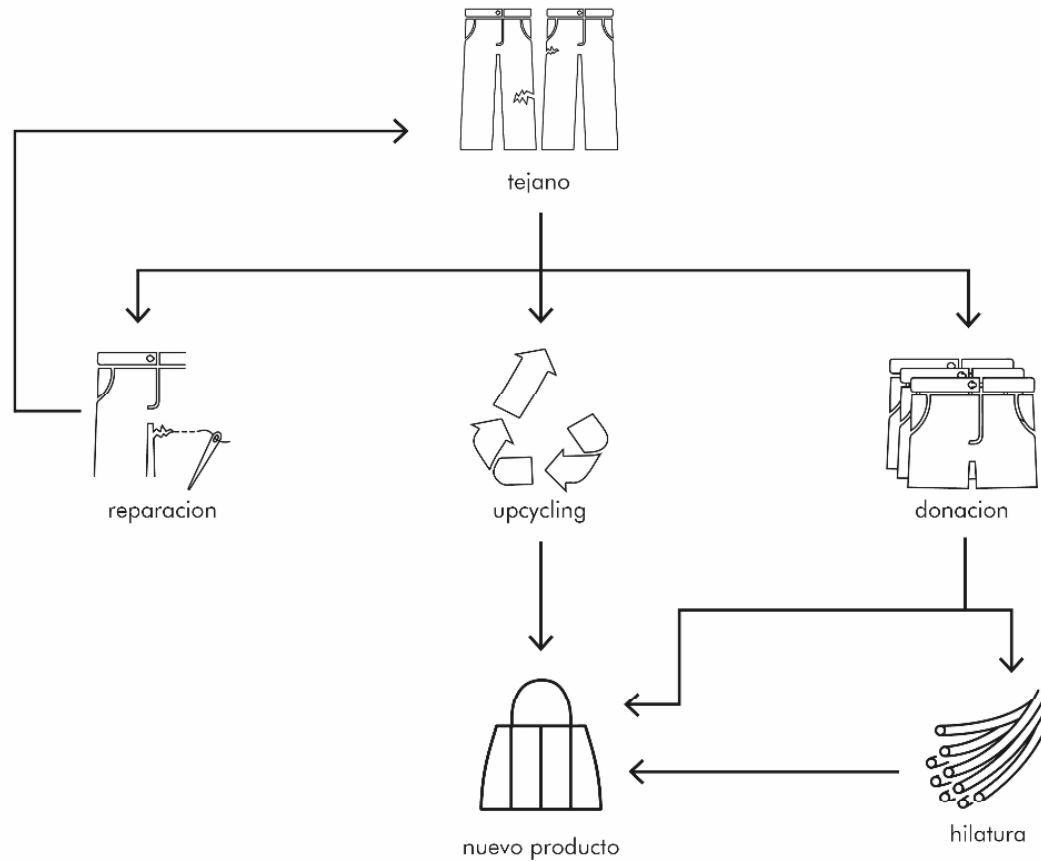 tejano
reparacion
upcycling
donacion
nuevo producto
hilatura